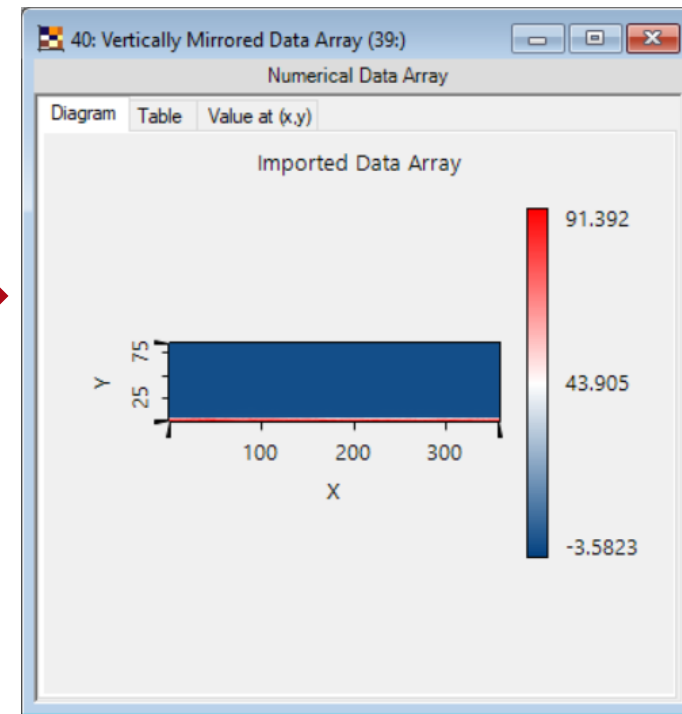 40: Vertically Mirrored Data Array (39:)
Numerical Data Array
Diagram Table Value at (x,y)
Imported Data Array
91.392
43.905
-3.5823
Y
75
25
100 200 300
X